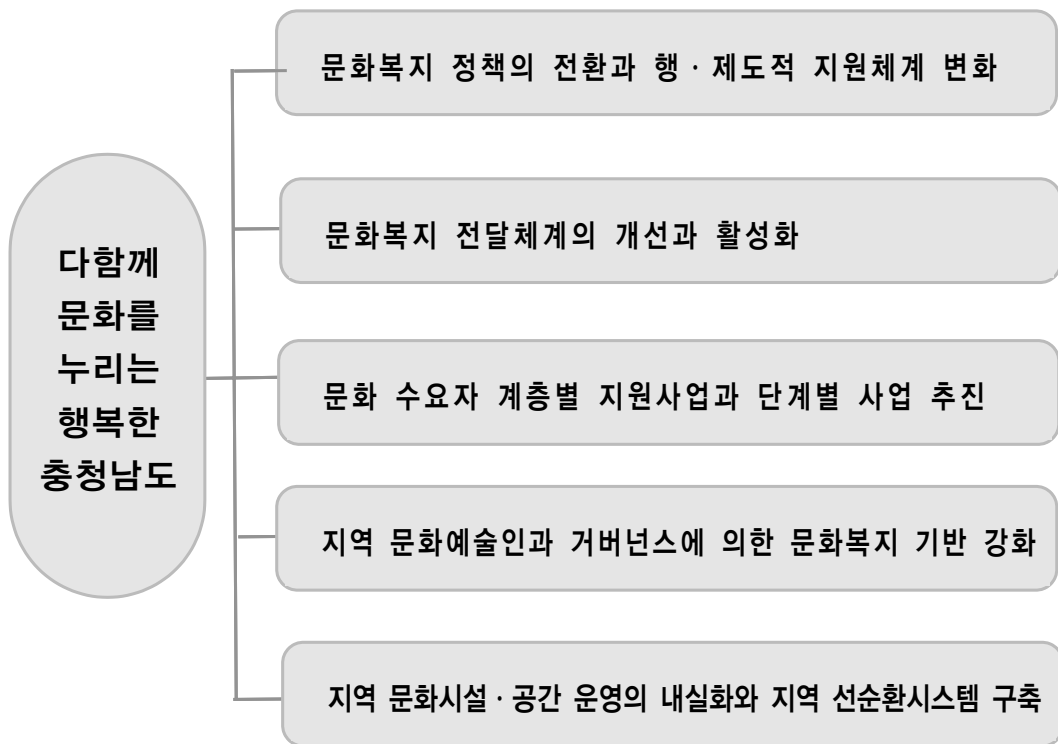 다함께
문화를
누리는
행복한
충청남도
문화복지 정책의 전환과 행·제도적 지원체계 변화
문화복지 전달체계의 개선과 활성화
문화 수요자 계층별 지원사업과 단계별 사업 추진
지역 문화예술인과 거버넌스에 의한 문화복지 기반 강화
지역 문화시설·공간 운영의 내실화와 지역 선순환시스템 구축